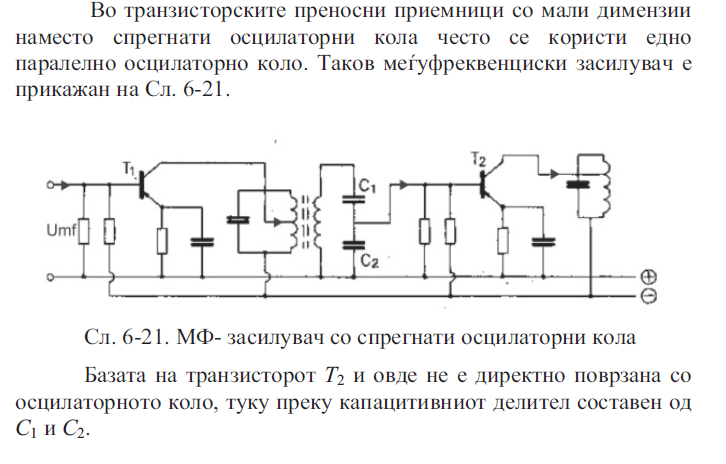 Во транзисторските преносни приемници со мали димензии
наместо спрегнати осцилаторни кола често се користи едно
паралелно осцилаторно коло. Таков меѓуфреквенциски засилувач е
прикажан на Сл. 6-21.
T1
T2
C1
Umf
C2
+
−
Сл. 6-21. МФ- засилувач со спрегнати осцилаторни кола
Базата на транзисторот T2 и овде не е директно поврзана со
осцилаторното коло, туку преку капацитивниот делител составен од
C1 и C2.